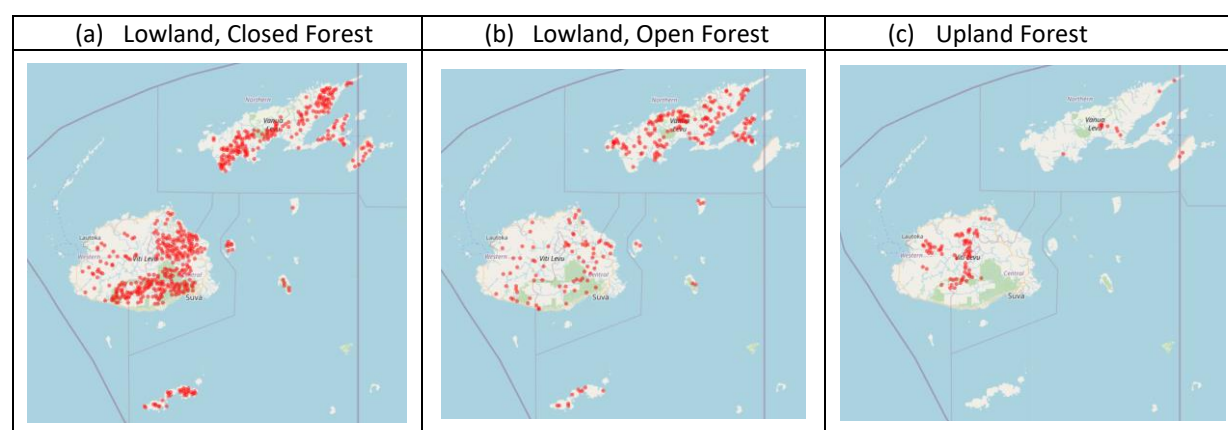 (a) Lowland, Closed Forest
(b) Lowland, Open Forest
(c) Upland Forest
Northern
Vanua
Levu
Lautoka
Western
Viti Levu
Central
Suva
Northern
Vanua
Levu
Lautoka
Western
Viti Levu
Central
Suva
Northern
Vanua
Levu
Lautoka
Western
Viti Levu
Central
Suva